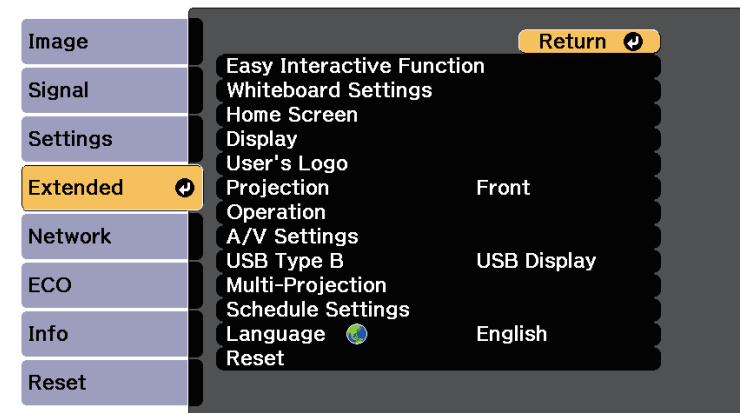 Image
Signal
Settings
Extended
Network
ECO
Info
Reset
Return
Easy Interactive Function
Whiteboard Settings
Home Screen
Display
User's Logo
Projection Front
Operation
A/V Settings
USB Type B USB Display
Multi-Projection
Schedule Settings
Language English
Reset